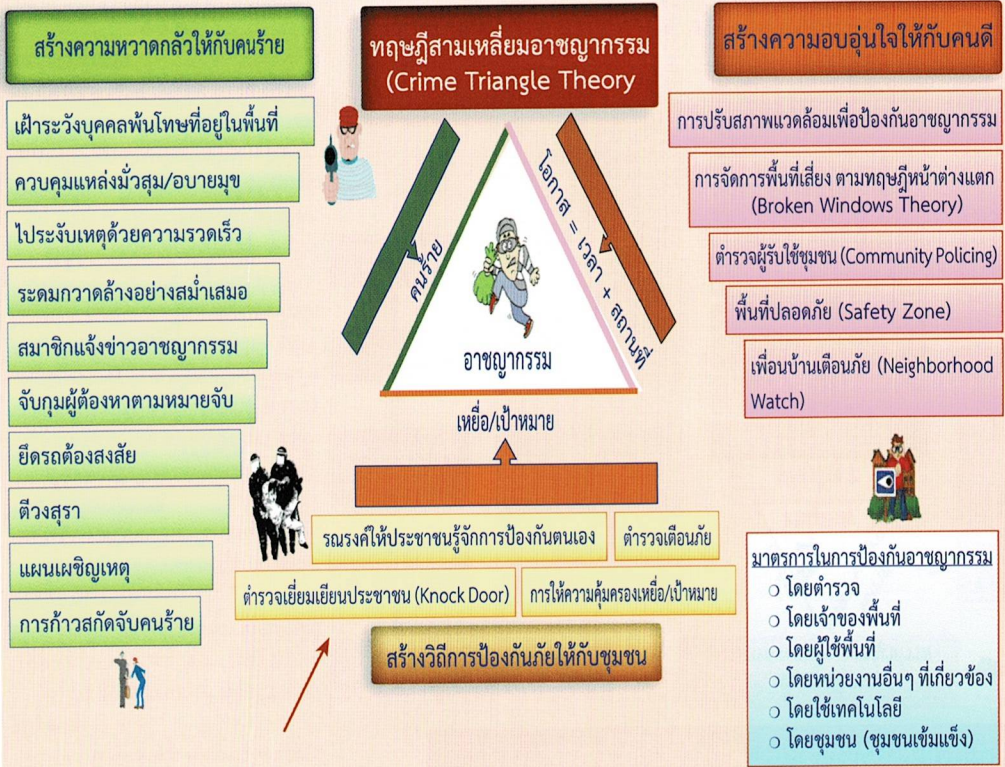 สร้างความหวาดกลัวให้กับคนร้าย
เฝ้าระวังบุคคลพ้นโทษที่อยู่ในพื้นที่
ควบคุมแหล่งมั่วสุม/อบายมุข
ไประงับเหตุด้วยความรวดเร็ว
ระดมกวาดล้างอย่างสม่ำเสมอ
สมาชิกแจ้งข่าวอาชญากรรม
จับกุมผู้ต้องหาตามหมายจับ
ยึดรถต้องสงสัย
ตีวงสุรา
แผนเผชิญเหตุ
การก้าวสกัดจับคนร้าย
ทฤษฎีสามเหลี่ยมอาชญากรรม
(Crime Triangle Theory
คนร้าย
โอกาส = เวลา + สถานที่
อาชญากรรม
เหยื่อ/เป้าหมาย
รณรงค์ให้ประชาชนรู้จักการป้องกันตนเอง
ตำรวจเตือนภัย
ตำรวจเยี่ยมเยียนประชาชน (Knock Door)
การให้ความคุ้มครองเหยื่อ/เป้าหมาย
สร้างวิถีการป้องกันภัยให้กับชุมชน
สร้างความอบอุ่นใจให้กับคนดี
การปรับสภาพแวดล้อมเพื่อป้องกันอาชญากรรม
การจัดการพื้นที่เสี่ยง ตามทฤษฎีหน้าต่างแตก
(Broken Windows Theory)
ตำรวจผู้รับใช้ชุมชน (Community Policing)
พื้นที่ปลอดภัย (Safety Zone)
เพื่อนบ้านเตือนภัย (Neighborhood
Watch)
มาตรการในการป้องกันอาชญากรรม
○ โดยตำรวจ
○ โดยเจ้าของพื้นที่
○ โดยผู้ใช้พื้นที่
○ โดยหน่วยงานอื่นๆ ที่เกี่ยวข้อง
○ โดยใช้เทคโนโลยี
○ โดยชุมชน (ชุมชนเข้มแข็ง)